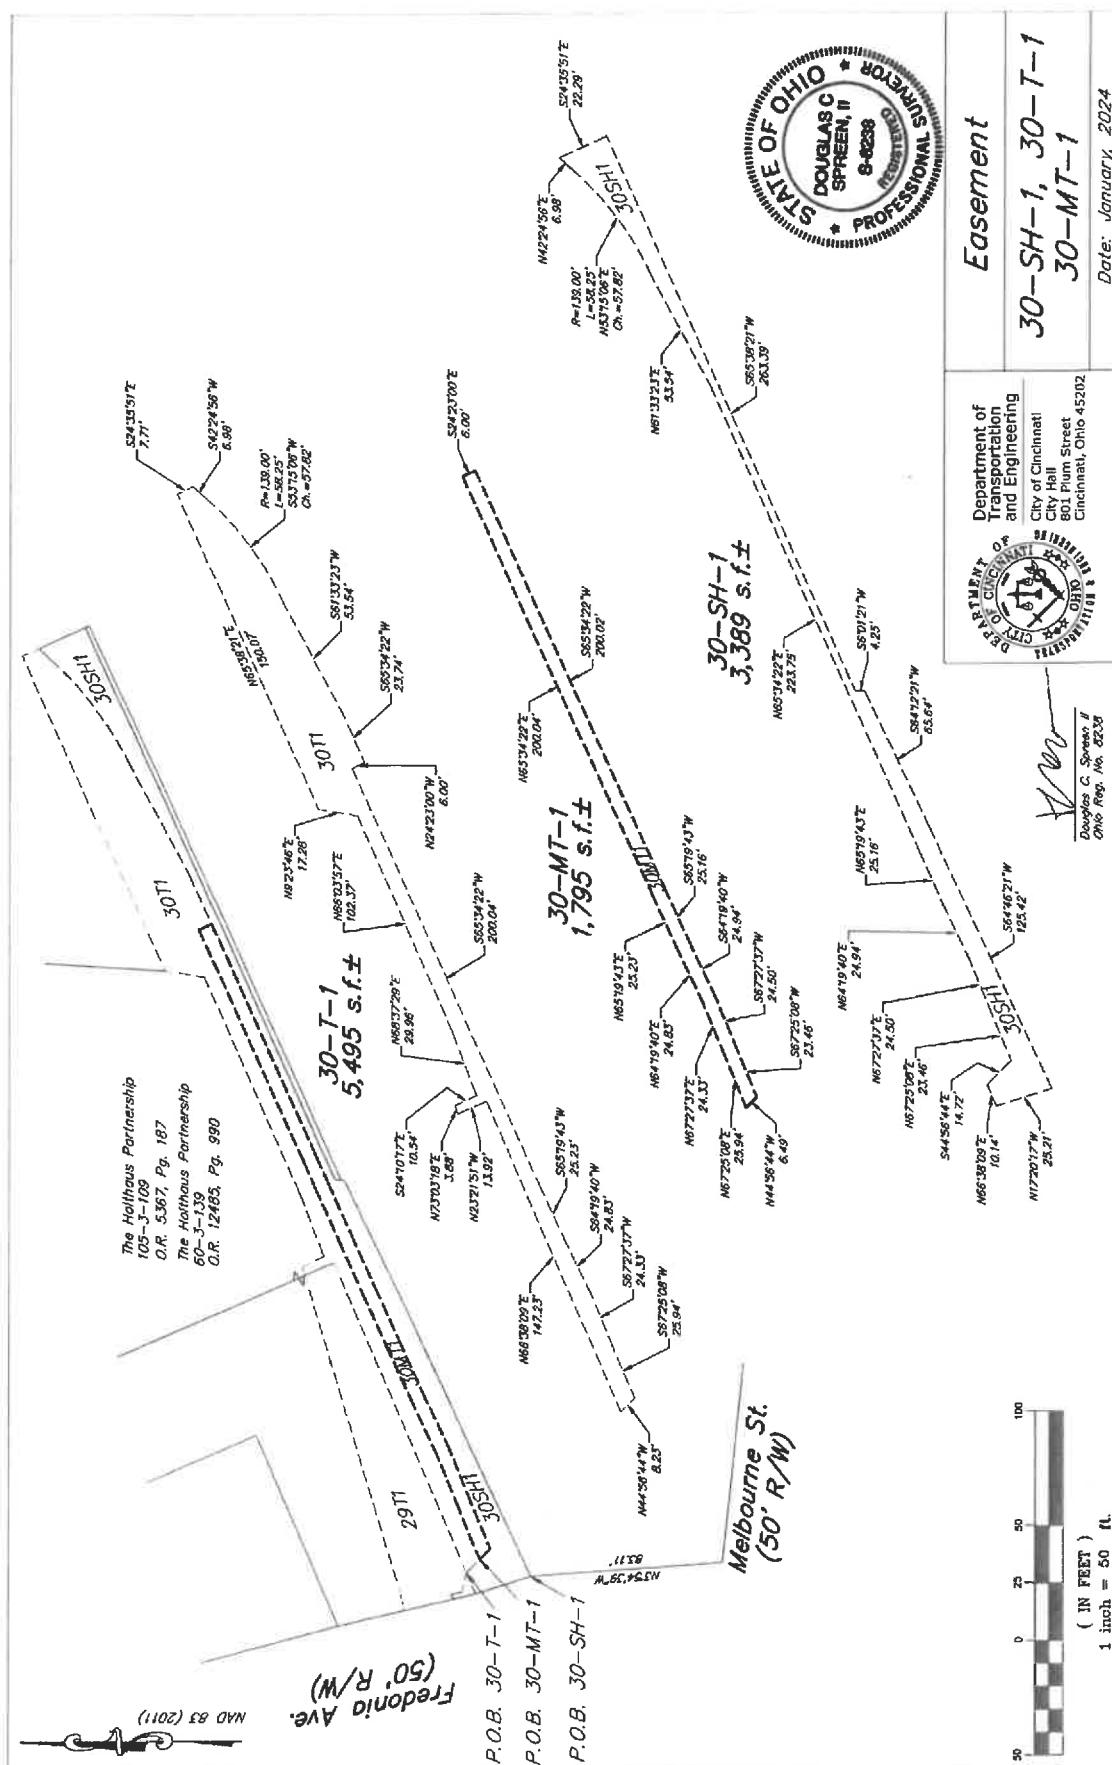 NAD 83 (2011)
Fredonia Ave.
(50' R/W)
P.O.B. 30-T-1
P.O.B. 30-MT-1
P.O.B. 30-SH-1
Melbourne St.
(50' R/W)
N3°54'39"W
83.11'
The Holthaus Partnership
105-3-109
O.R. 5367, Pg. 187
The Holthaus Partnership
60-3-139
O.R. 12485, Pg. 990
29T1
30SH1
30MT1
30T1
30SH1
30-T-1
5,495 s.f.±
30T1
N44°56'44"W
8.23'
N66°38'09"E
147.23'
N23°21'51"W
13.92'
N73°03'18"E
3.88'
S24°10'17"E
10.54'
N68°37'29"E
29.96'
N66°03'57"E
102.37'
N9°23'46"E
17.28'
N65°38'21"E
150.07'
S24°35'51"E
7.71'
S42°24'56"W
6.98'
R=139.00'
L=58.25'
S53°15'06"W
Ch.=57.82'
S61°33'23"W
53.54'
S65°34'22"W
23.74'
N24°23'00"W
6.00'
S65°34'22"W
200.04'
S65°19'43"W
25.23'
S64°19'40"W
24.83'
S67°27'37"W
24.33'
S67°25'08"W
25.94'
30-MT-1
1,795 s.f.±
30MT1
N44°56'44"W
6.49'
N67°25'08"E
25.94'
N67°27'37"E
24.33'
N64°19'40"E
24.83'
N65°19'43"E
25.23'
N65°34'22"E
200.04'
S24°23'00"E
6.00'
S65°34'22"W
200.02'
S65°19'43"W
25.16'
S64°19'40"W
24.94'
S67°27'37"W
24.50'
S67°25'08"W
23.46'
30-SH-1
3,389 s.f.±
30SH1
N17°20'17"W
25.21'
N66°38'09"E
10.14'
S44°56'44"E
14.72'
N67°25'08"E
23.46'
N67°27'37"E
24.50'
N64°19'40"E
24.94'
N65°19'43"E
25.16'
N65°34'22"E
223.75'
N61°33'23"E
53.54'
R=139.00'
L=58.25'
N53°15'06"E
Ch.=57.82'
N42°24'56"E
6.98'
S24°35'51"E
22.29'
30SH1
S65°38'21"W
263.39'
S6°01'21"W
4.25'
S64°12'21"W
65.64'
S64°46'21"W
125.42'
STATE OF OHIO
DOUGLAS C
SPREEN, II
S-8238
REGISTERED
PROFESSIONAL SURVEYOR
Douglas C. Spreen II
Ohio Reg. No. 8238
DEPARTMENT OF
CITY OF CINCINNATI
OHIO
Department of
Transportation
and Engineering
City of Cincinnati
City Hall
801 Plum Street
Cincinnati, Ohio 45202
Easement
30-SH-1, 30-T-1
30-MT-1
Date: January, 2024
50 0 25 50 100
( IN FEET )
1 inch = 50 ft.